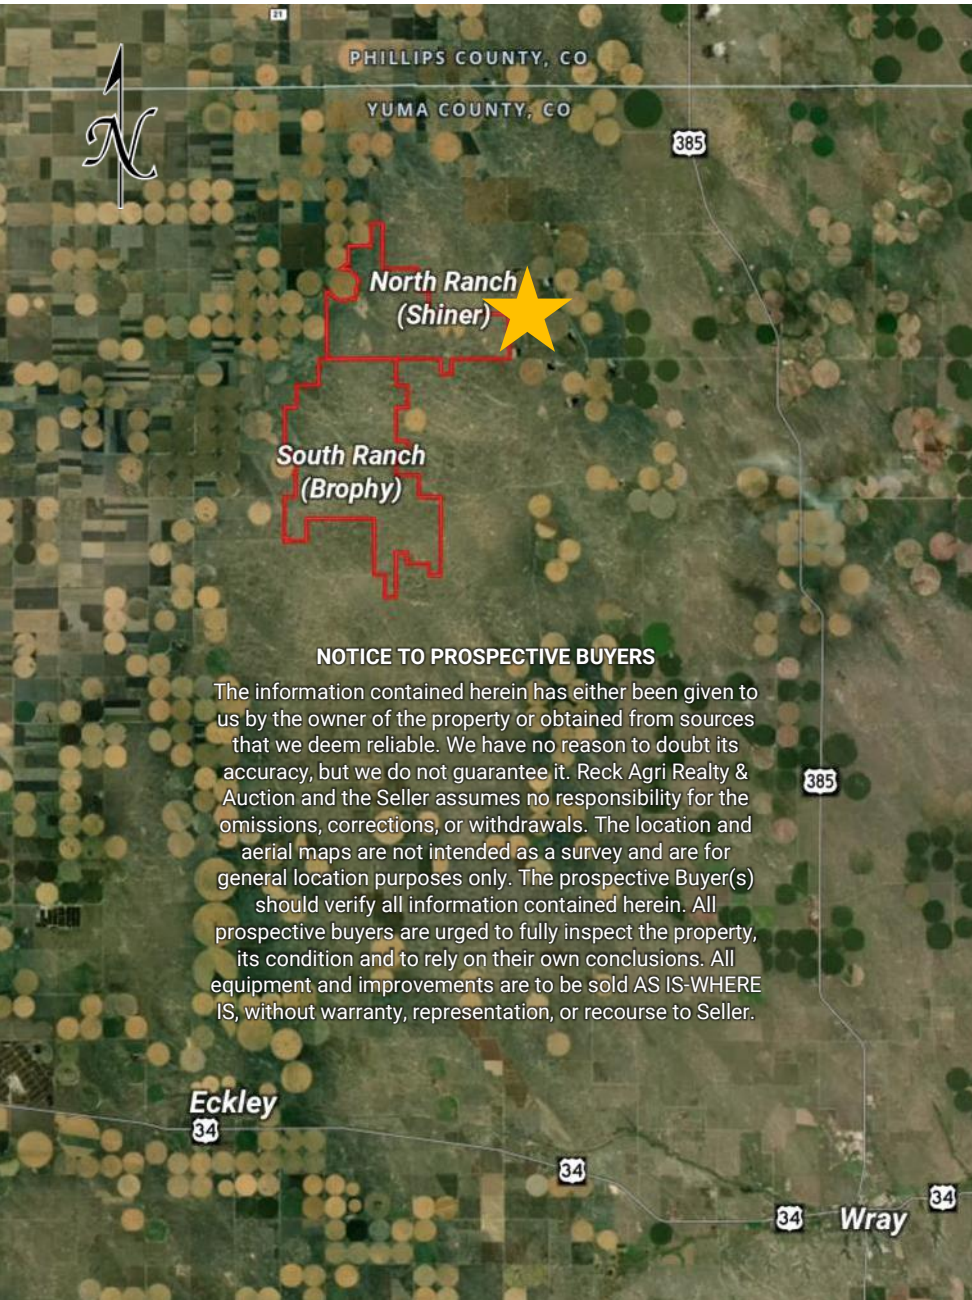 21
PHILLIPS COUNTY, CO
YUMA COUNTY, CO
N
385
North Ranch
(Shiner)
South Ranch
(Brophy)
NOTICE TO PROSPECTIVE BUYERS
The information contained herein has either been given to
us by the owner of the property or obtained from sources
that we deem reliable. We have no reason to doubt its
accuracy, but we do not guarantee it. Reck Agri Realty &
Auction and the Seller assumes no responsibility for the
omissions, corrections, or withdrawals. The location and
aerial maps are not intended as a survey and are for
general location purposes only. The prospective Buyer(s)
should verify all information contained herein. All
prospective buyers are urged to fully inspect the property,
its condition and to rely on their own conclusions. All
equipment and improvements are to be sold AS IS-WHERE
IS, without warranty, representation, or recourse to Seller.
385
Eckley
34
34
34
Wray
34